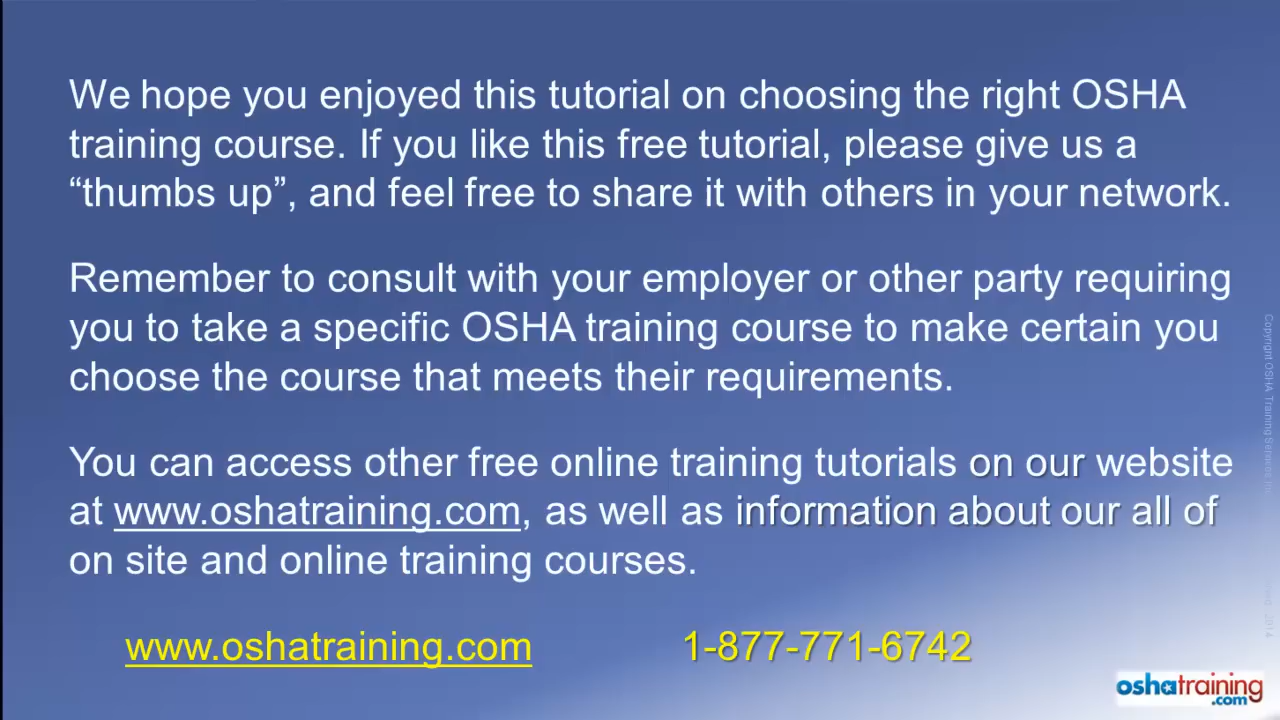 We hope you enjoyed this tutorial on choosing the right OSHA
training course. If you like this free tutorial, please give us a
“thumbs up”, and feel free to share it with others in your network.
Remember to consult with your employer or other party requiring
you to take a specific OSHA training course to make certain you
choose the course that meets their requirements.
You can access other free online training tutorials on our website
at www.oshatraining.com, as well as information about our all of
on site and online training courses.
www.oshatraining.com 1-877-771-6742
Copyright OSHA Training Services
oshatraining
.com